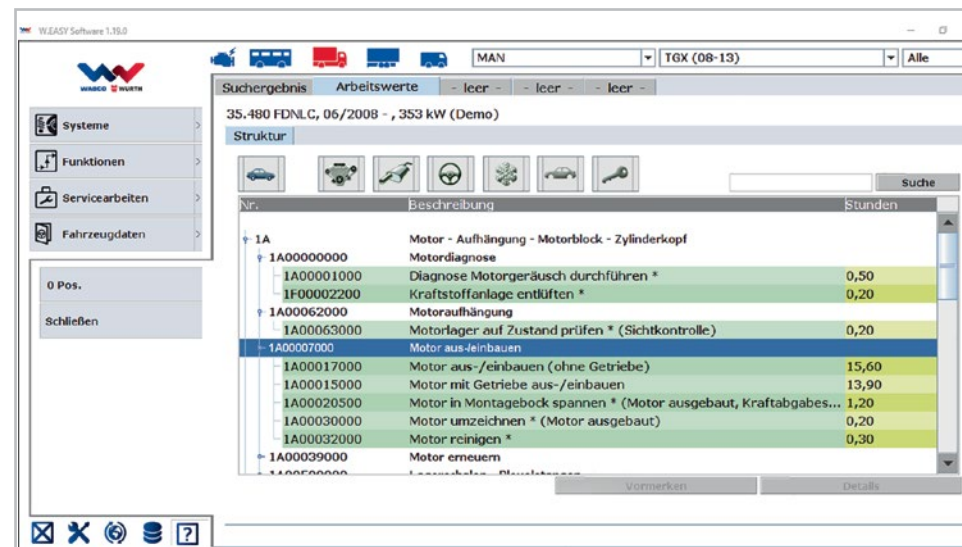 W.EASY Software 1.19.0
WABCO WÜRTH
MAN TGX (08-13) Alle
Suchergebnis Arbeitswerte - leer - - leer - - leer -
35.480 FDNLC, 06/2008 - , 353 kW (Demo)
Struktur
Systeme
Funktionen
Servicearbeiten
Fahrzeugdaten
0 Pos.
Schließen
Suche
Nr. Beschreibung Stunden
1A Motor - Aufhängung - Motorblock - Zylinderkopf
1A00000000 Motordiagnose
1A00001000 Diagnose Motorgeräusch durchführen * 0,50
1F00002200 Kraftstoffanlage entlüften * 0,20
1A00062000 Motoraufhängung
1A00063000 Motorlager auf Zustand prüfen * (Sichtkontrolle) 0,20
1A00007000 Motor aus-/einbauen
1A00017000 Motor aus-/einbauen (ohne Getriebe) 15,60
1A00015000 Motor mit Getriebe aus-/einbauen 13,90
1A00020500 Motor in Montagebock spannen * (Motor ausgebaut, Kraftabgabes... 1,20
1A00030000 Motor umzeichnen * (Motor ausgebaut) 0,20
1A00032000 Motor reinigen * 0,30
1A00039000 Motor erneuern
Vormerken Details
?